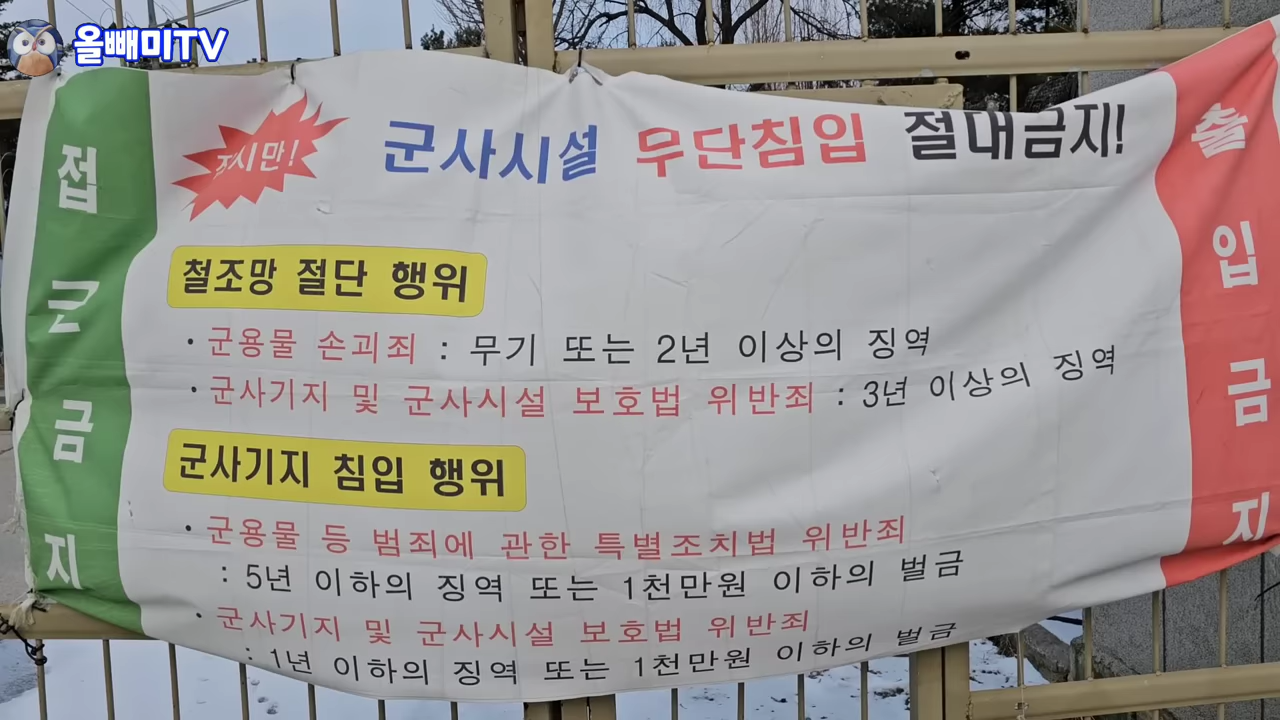 올빼미TV
접근금지
잠시만!
군사시설 무단침입 절대금지!
출입금지
철조망 절단 행위
· 군용물 손괴죄 : 무기 또는 2년 이상의 징역
· 군사기지 및 군사시설 보호법 위반죄 : 3년 이상의 징역
군사기지 침입 행위
· 군용물 등 범죄에 관한 특별조치법 위반죄
: 5년 이하의 징역 또는 1천만원 이하의 벌금
· 군사기지 및 군사시설 보호법 위반죄
: 1년 이하의 징역 또는 1천만원 이하의 벌금